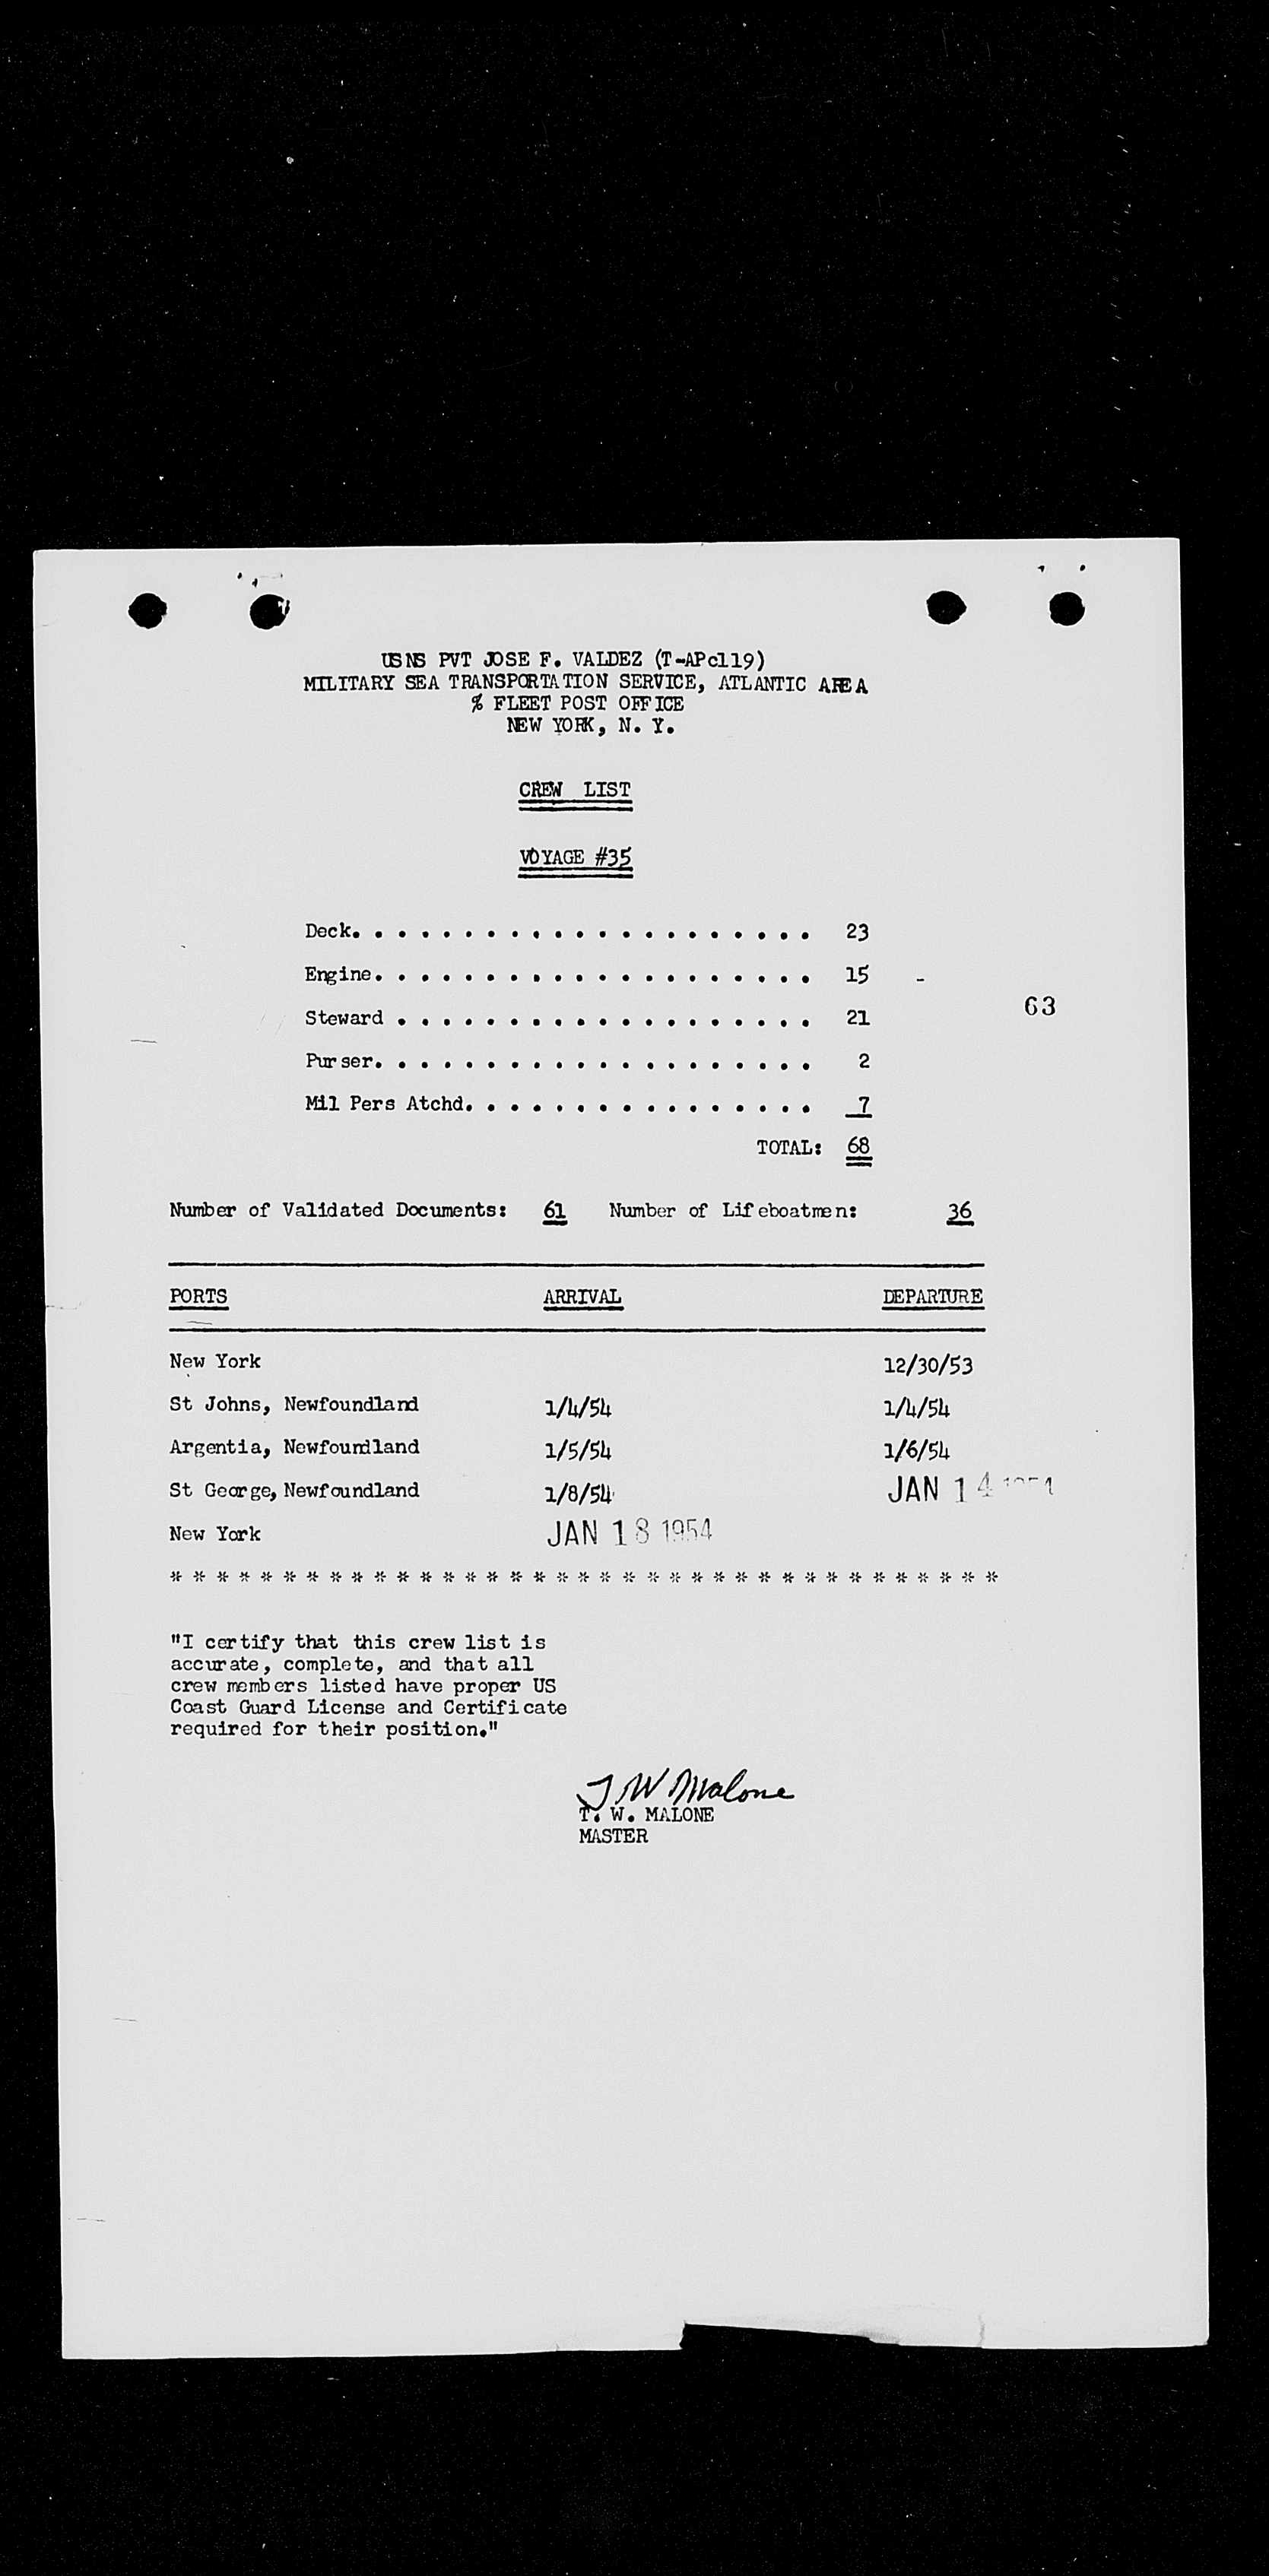 USNS PVT JOSE F. VALDEZ (T-APc119)
MILITARY SEA TRANSPORTATION SERVICE, ATLANTIC AREA
% FLEET POST OFFICE
NEW YORK, N. Y.
CREW LIST
VOYAGE #35
Deck. . . . . . . . . . . . . . . . . . . . . 23
Engine. . . . . . . . . . . . . . . . . . . . 15 -
63
Steward . . . . . . . . . . . . . . . . . . . 21
Purser. . . . . . . . . . . . . . . . . . . . 2
Mil Pers Atchd. . . . . . . . . . . . . . . . 7
TOTAL: 68
Number of Validated Documents: 61 Number of Lifeboatmen: 36
PORTS ARRIVAL DEPARTURE
New York 12/30/53
St Johns, Newfoundland 1/4/54 1/4/54
Argentia, Newfoundland 1/5/54 1/6/54
St George, Newfoundland 1/8/54 JAN 14
New York JAN 18 1954
* * * * * * * * * * * * * * * * * * * * * * * * * * * * * * * * * * * * *
"I certify that this crew list is
accurate, complete, and that all
crew members listed have proper US
Coast Guard License and Certificate
required for their position."
T W Malone
T. W. MALONE
MASTER